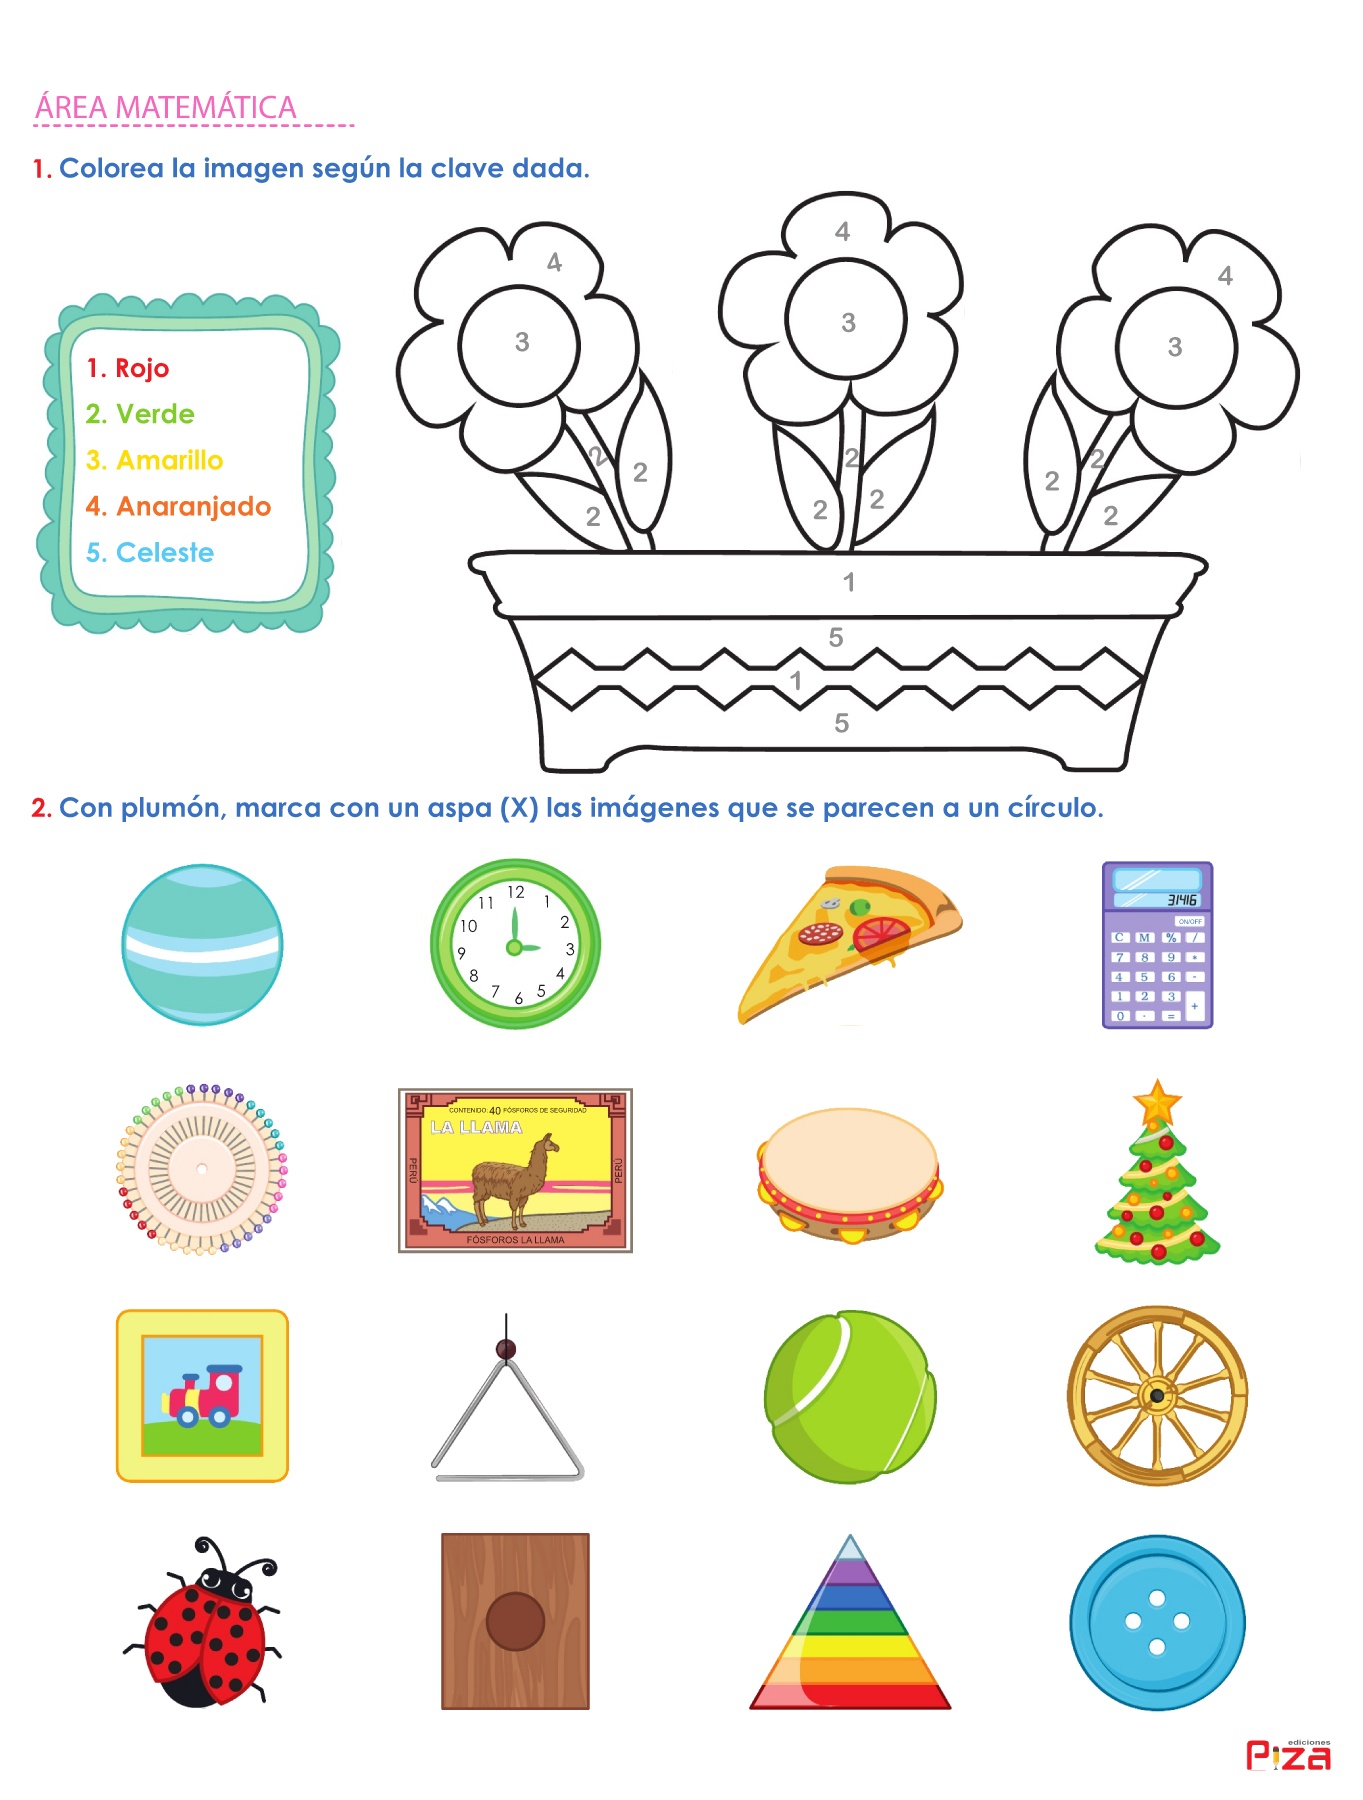 ÁREA MATEMÁTICA
1. Colorea la imagen según la clave dada.
1. Rojo
2. Verde
3. Amarillo
4. Anaranjado
5. Celeste
4
4
4
3
3
3
2
2
2
2
2
2
2
2
2
1
5
1
5
2. Con plumón, marca con un aspa (X) las imágenes que se parecen a un círculo.
12
11
1
10
2
9
3
8
4
7
6
5
31416
ON/OFF
C M % /
7 8 9 *
4 5 6 -
1 2 3 +
0 . =
CONTENIDO: 40 FÓSFOROS DE SEGURIDAD
LA LLAMA
PERÚ
PERÚ
FÓSFOROS LA LLAMA
ediciones
Piza